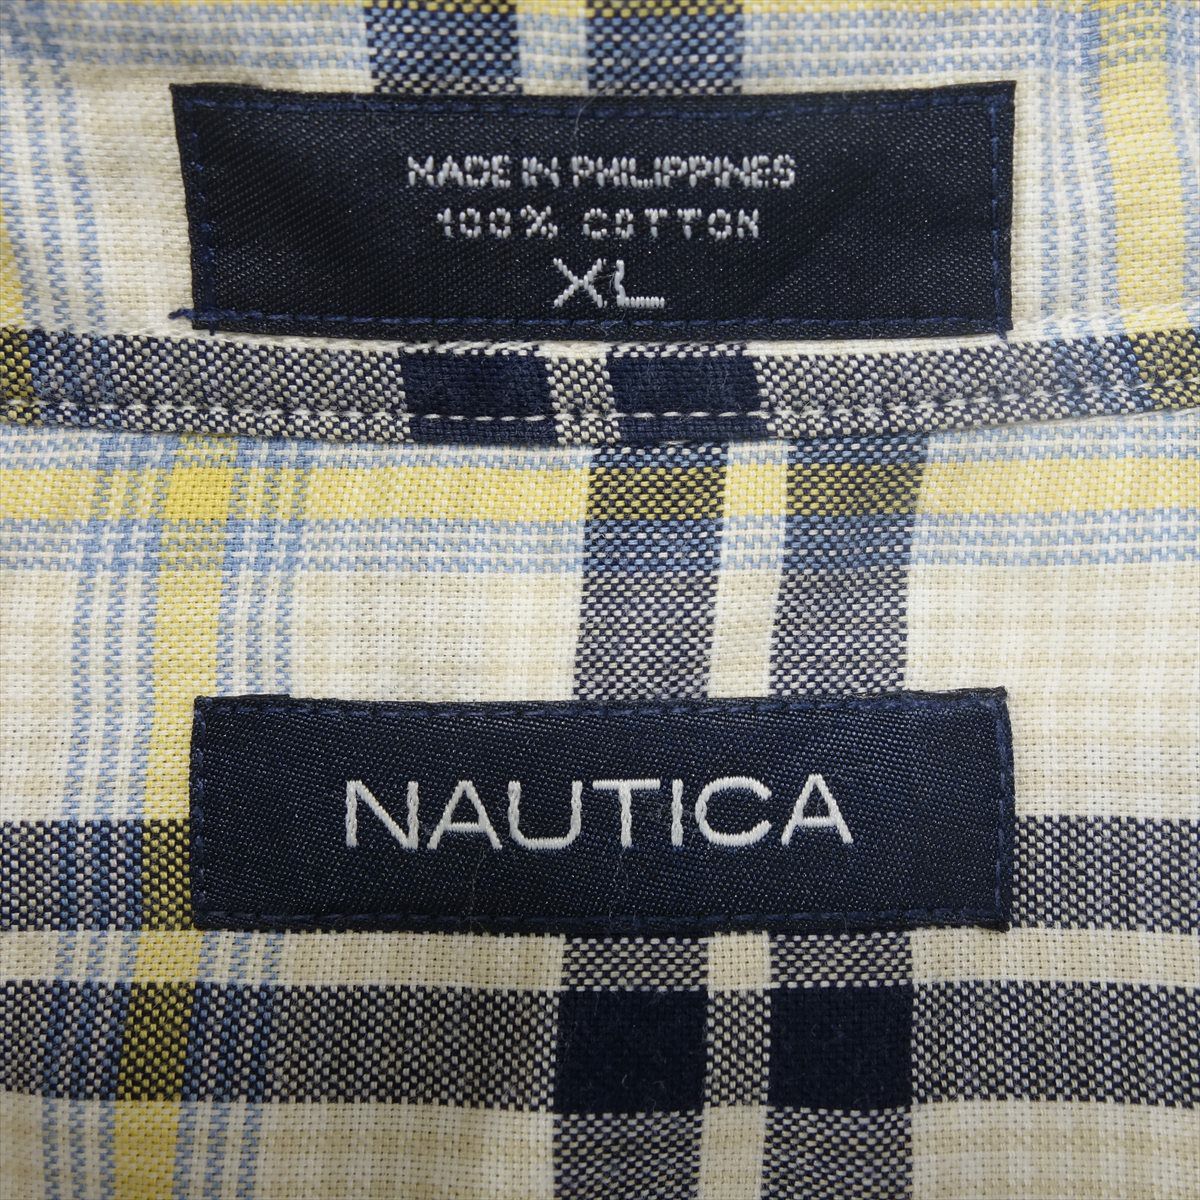 MADE IN PHILIPPINES
100% COTTON
XL
NAUTICA